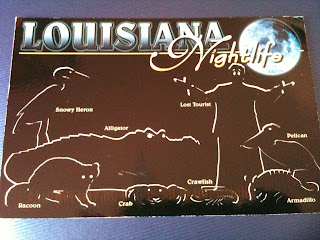 LOUISIANA
Nightlife
Snowy Heron
Lost Tourist
Alligator
Pelican
Crawfish
Racoon
Crab
Armadillo